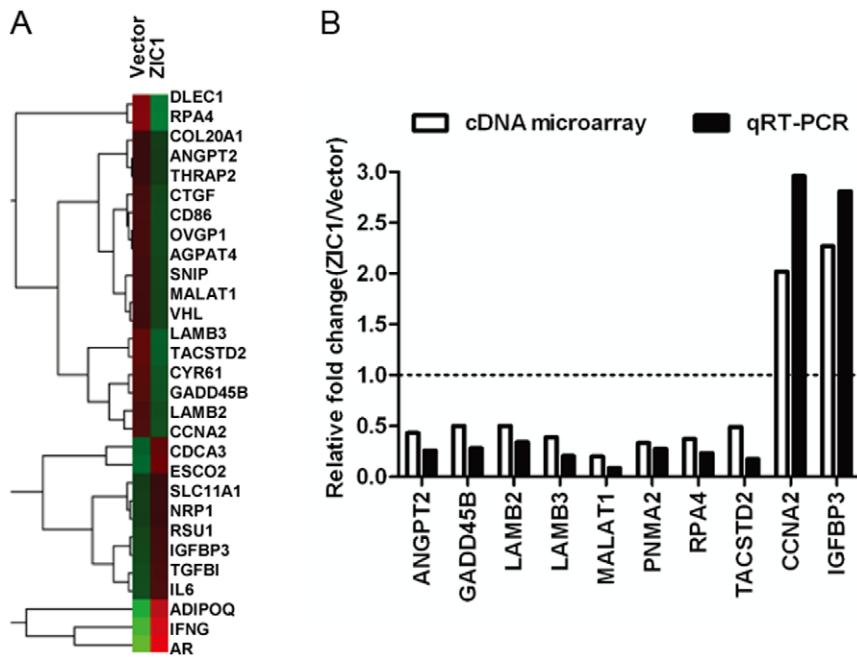 A
Vector
ZIC1
DLEC1
RPA4
COL20A1
ANGPT2
THRAP2
CTGF
CD86
OVGP1
AGPAT4
SNIP
MALAT1
VHL
LAMB3
TACSTD2
CYR61
GADD45B
LAMB2
CCNA2
CDCA3
ESCO2
SLC11A1
NRP1
RSU1
IGFBP3
TGFBI
IL6
ADIPOQ
IFNG
AR
B
cDNA microarray
qRT-PCR
Relative fold change(ZIC1/Vector)
3.0
2.5
2.0
1.5
1.0
0.5
0.0
ANGPT2
GADD45B
LAMB2
LAMB3
MALAT1
PNMA2
RPA4
TACSTD2
CCNA2
IGFBP3